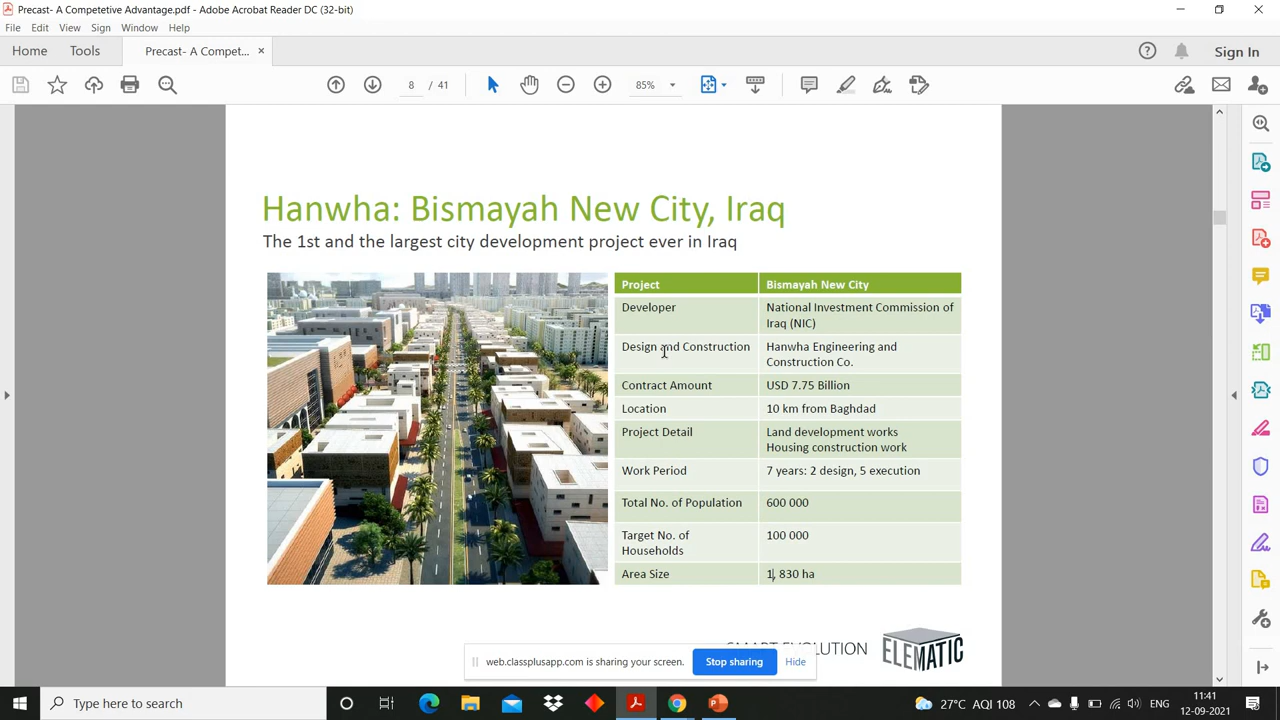 Precast- A Competetive Advantage.pdf - Adobe Acrobat Reader DC (32-bit)
File Edit View Sign Window Help
Home Tools Precast- A Compet... ×
Sign In
8 / 41
85%
Hanwha: Bismayah New City, Iraq
The 1st and the largest city development project ever in Iraq
Project Bismayah New City
Developer National Investment Commission of
Iraq (NIC)
Design and Construction Hanwha Engineering and
Construction Co.
Contract Amount USD 7.75 Billion
Location 10 km from Baghdad
Project Detail Land development works
Housing construction work
Work Period 7 years: 2 design, 5 execution
Total No. of Population 600 000
Target No. of 100 000
Households
Area Size 1, 830 ha
EVOLUTION ELEMATIC
web.classplusapp.com is sharing your screen. Stop sharing Hide
Type here to search
27°C AQI 108 ENG 11:41
12-09-2021